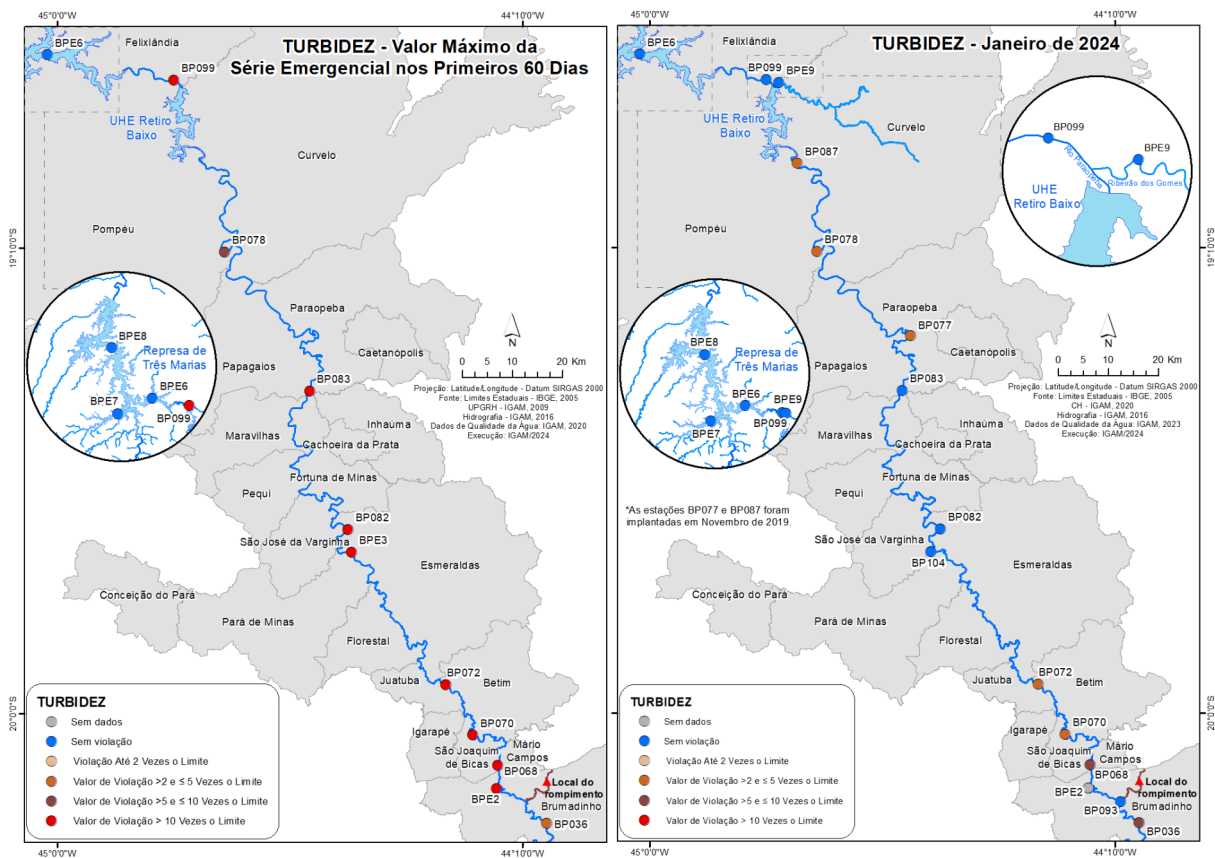 45°0'0"W
44°10'0"W
TURBIDEZ - Valor Máximo da
Série Emergencial nos Primeiros 60 Dias
BPE6
Felixlândia
BP099
UHE Retiro
Baixo
Curvelo
19°10'0"S
Pompéu
BP078
Paraopeba
BPE8
Represa de
Três Marias
BPE6
BPE7
BP099
Caetanópolis
N
0 5 10 20 Km
Projeção: Latitude/Longitude - Datum SIRGAS 2000
Fonte: Limites Estaduais - IBGE, 2005
UPGRH - IGAM, 2009
Hidrografia - IGAM, 2016
Dados de Qualidade da Água: IGAM, 2020
Execução: IGAM/2024
Papagaios
BP083
Inhaúma
Maravilhas
Cachoeira da Prata
Fortuna de Minas
Pequi
BP082
São José da Varginha
BPE3
Esmeraldas
Conceição do Pará
Pará de Minas
Florestal
BP072
Juatuba
Betim
20°0'0"S
Igarapé
BP070
São Joaquim
de Bicas
Mário
Campos
BP068
BPE2
Local do
rompimento
Brumadinho
BP036
TURBIDEZ
Sem dados
Sem violação
Violação Até 2 Vezes o Limite
Valor de Violação >2 e ≤ 5 Vezes o Limite
Valor de Violação >5 e ≤ 10 Vezes o Limite
Valor de Violação > 10 Vezes o Limite
45°0'0"W
44°10'0"W
45°0'0"W
44°10'0"W
TURBIDEZ - Janeiro de 2024
BPE6
Felixlândia
BP099
BPE9
UHE Retiro
Baixo
Curvelo
BP087
BP099
BPE9
Rio Paraopeba
Ribeirão dos Gomes
UHE
Retiro Baixo
19°10'0"S
Pompéu
BP078
Paraopeba
BP077
BPE8
Represa de
Três Marias
BPE6
BPE9
BPE7
BP099
Caetanópolis
N
0 5 10 20 Km
Projeção: Latitude/Longitude - Datum SIRGAS 2000
Fonte: Limites Estaduais - IBGE, 2005
CH - IGAM, 2020
Hidrografia - IGAM, 2016
Dados de Qualidade da Água: IGAM, 2023
Execução: IGAM/2024
Papagaios
BP083
Inhaúma
Maravilhas
Cachoeira da Prata
Fortuna de Minas
Pequi
*As estações BP077 e BP087 foram
implantadas em Novembro de 2019.
BP082
São José da Varginha
BP104
Esmeraldas
Conceição do Pará
Pará de Minas
Florestal
BP072
Juatuba
Betim
20°0'0"S
Igarapé
BP070
São Joaquim
de Bicas
Mário
Campos
BP068
BPE2
BP093
Local do
rompimento
Brumadinho
BP036
TURBIDEZ
Sem dados
Sem violação
Violação Até 2 Vezes o Limite
Valor de Violação >2 e ≤ 5 Vezes o Limite
Valor de Violação >5 e ≤ 10 Vezes o Limite
Valor de Violação > 10 Vezes o Limite
45°0'0"W
44°10'0"W